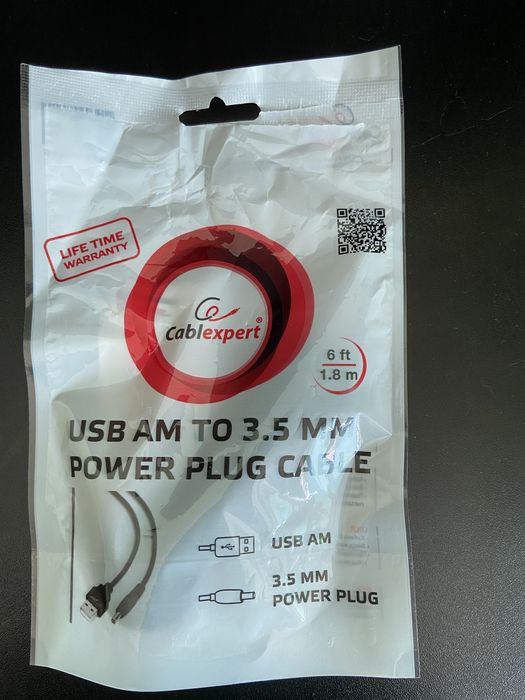 LIFE TIME
WARRANTY
Cablexpert®
6 ft
1.8 m
USB AM TO 3.5 MM
POWER PLUG CABLE
USB AM
3.5 MM
POWER PLUG